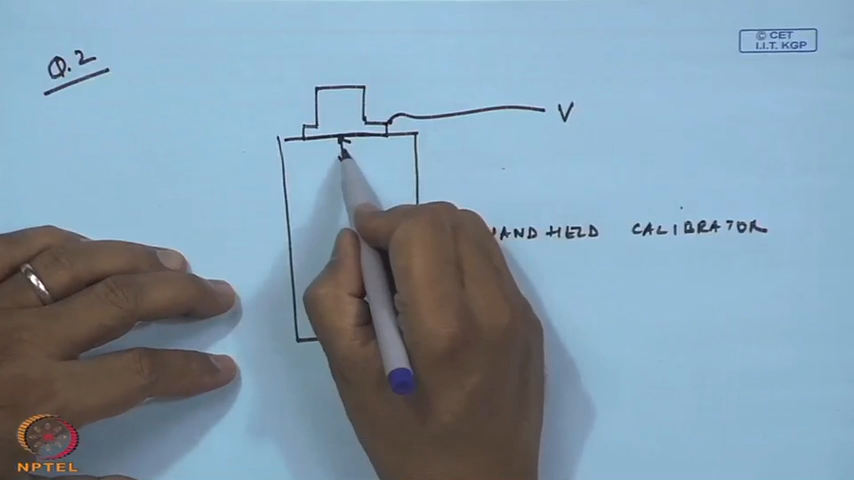 Q.2
© CET
I.I.T. KGP
V
HAND HELD CALIBRATOR
NPTEL